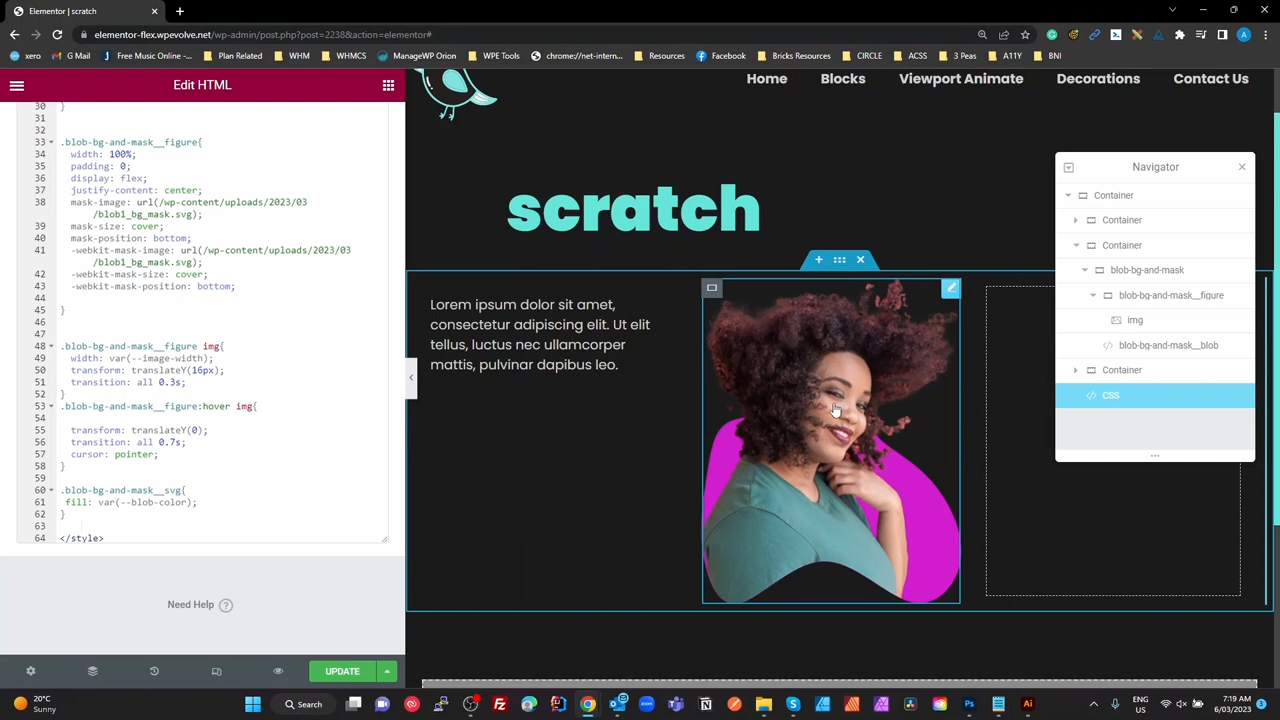 Elementor | scratch
elementor-flex.wpevolve.net/wp-admin/post.php?post=2238&action=elementor#
xero
G Mail
Journal: Free Music O...
Plan Related
WHM
WHMCS
ManageWP Orion
WPE Tools
chrome://net-intern...
Resources
Facebook
Bricks Resources
CIRCLE
ACSS
3 Peas
A11Y
BNI
Edit HTML
30 }
31
32
33 .blob-bg-and-mask__figure{
34 width: 100%;
35 padding: 0;
36 display: flex;
37 justify-content: center;
38 mask-image: url(/wp-content/uploads/2023/03
/blob1_bg_mask.svg);
39 mask-size: cover;
40 mask-position: bottom;
41 -webkit-mask-image: url(/wp-content/uploads/2023/03
/blob1_bg_mask.svg);
42 -webkit-mask-size: cover;
43 -webkit-mask-position: bottom;
44
45 }
46
47
48 .blob-bg-and-mask__figure img{
49 width: var(--image-width);
50 transform: translateY(16px);
51 transition: all 0.3s;
52 }
53 .blob-bg-and-mask__figure:hover img{
54
55 transform: translateY(0);
56 transition: all 0.7s;
57 cursor: pointer;
58 }
59
60 .blob-bg-and-mask__svg{
61 fill: var(--blob-color);
62 }
63
64 </style>
Need Help ?
UPDATE
Home
Blocks
Viewport Animate
Decorations
Contact Us
scratch
Lorem ipsum dolor sit amet,
consectetur adipiscing elit. Ut elit
tellus, luctus nec ullamcorper
mattis, pulvinar dapibus leo.
Navigator
Container
Container
Container
blob-bg-and-mask
blob-bg-and-mask__figure
img
blob-bg-and-mask__blob
Container
CSS
20°C
Sunny
Search
ENG
US
7:19 AM
6/03/2023